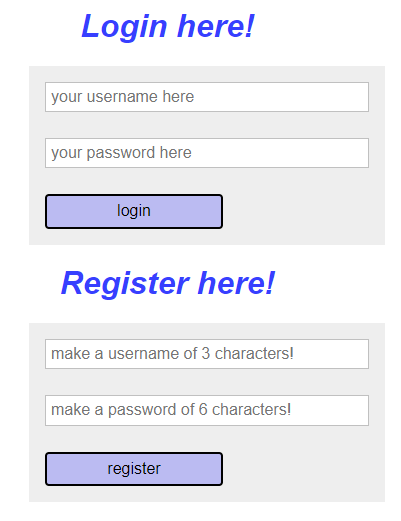 Login here!
your username here
your password here
login
Register here!
make a username of 3 characters!
make a password of 6 characters!
register